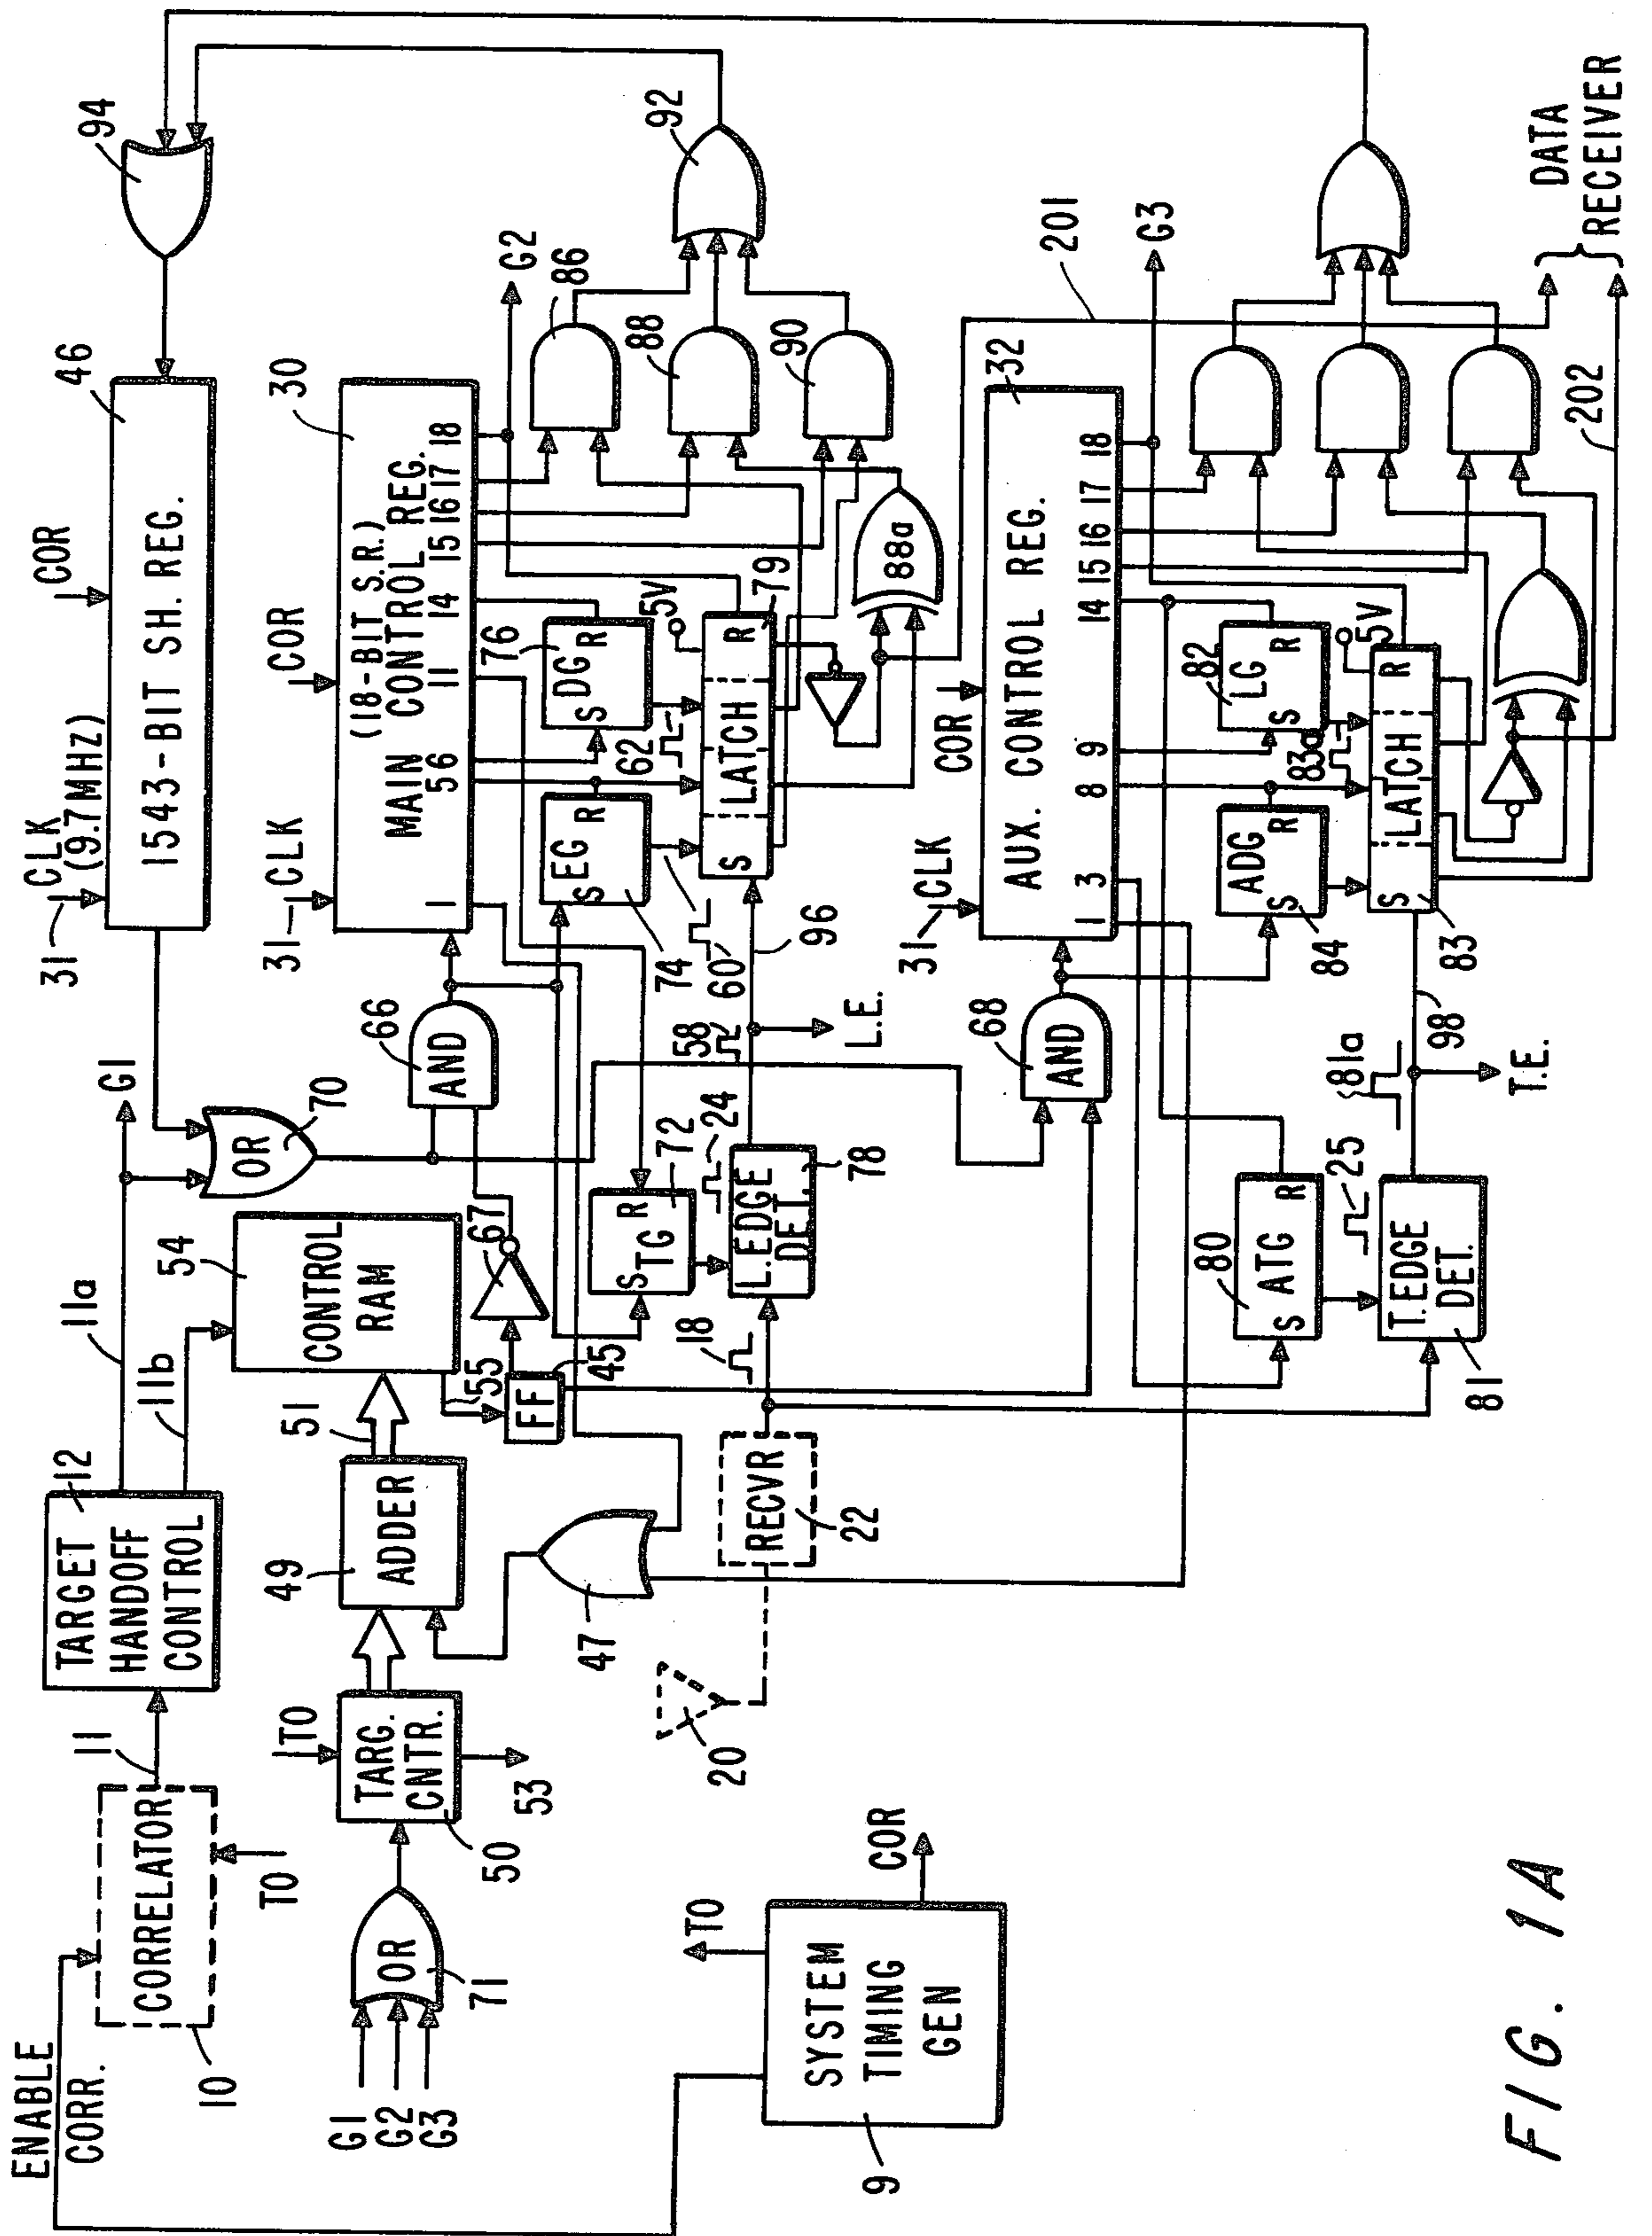 ENABLE
CORR.
CORRELATOR
10
TO
11
TARGET
HANDOFF
CONTROL
12
11a
11b
G1
31
CLK
(9.7MHZ)
COR
1543-BIT SH. REG.
46
94
G1
G2
G3
OR
71
TO
TARG.
CNTR.
50
53
49
ADDER
51
54
CONTROL
RAM
55
FF
45
67
OR
70
AND
66
31
CLK
COR
30
(18-BIT S.R.)
MAIN CONTROL REG.
1
5
6
11
14
15
16
17
18
G2
86
88
90
92
47
S
TG
R
72
24
S
EG
R
74
S
DG
R
76
60
62
5V
S
LATCH
R
79
88a
20
RECVR
22
18
L.EDGE
DET.
78
58
96
L.E.
TO
COR
SYSTEM
TIMING
GEN
9
68
AND
31
CLK
COR
32
AUX. CONTROL REG.
1
3
8
9
14
15
16
17
18
G3
201
80
S
ATG
R
25
T.EDGE
DET.
81
81a
98
T.E.
S
ADG
R
84
82
LG
S
R
83
5V
S
LATCH
R
83
202
DATA
RECEIVER
FIG. 1A